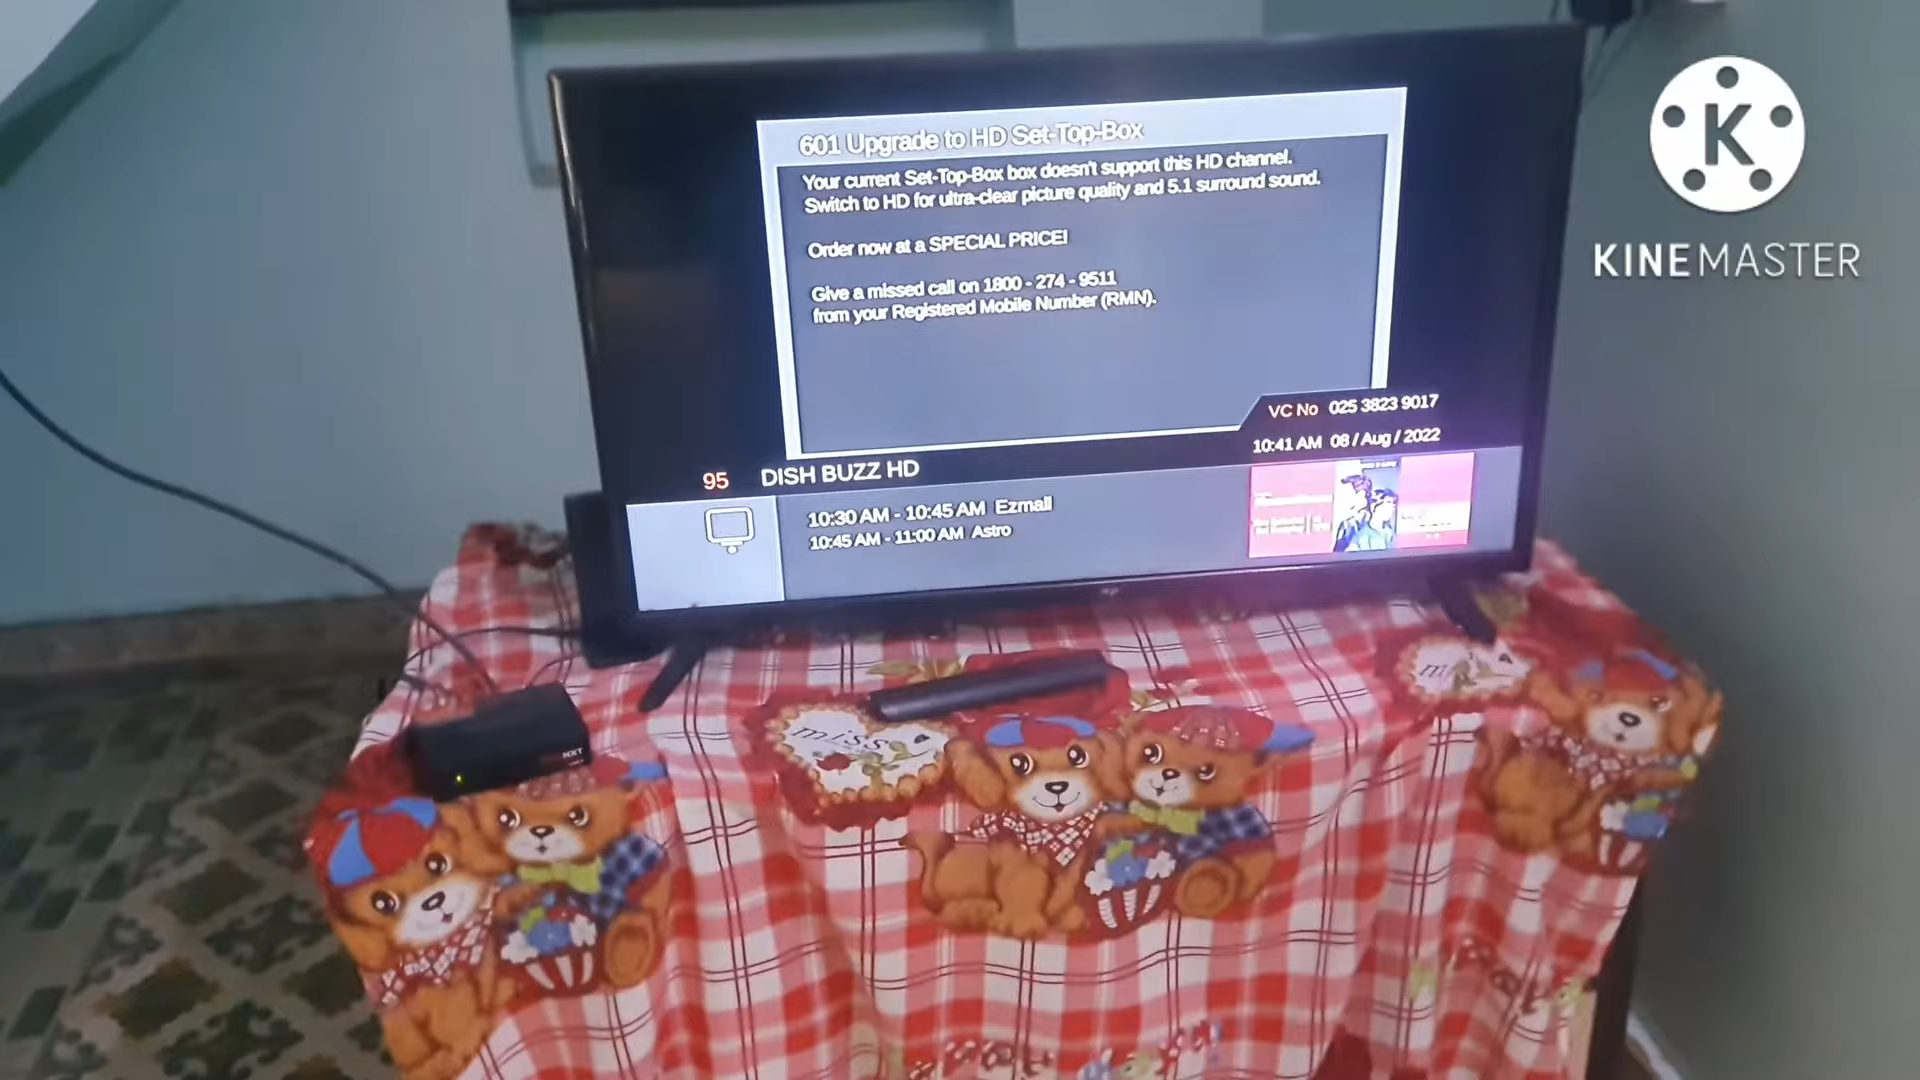 601 Upgrade to HD Set-Top-Box
Your current Set-Top-Box box doesn't support this HD channel.
Switch to HD for ultra-clear picture quality and 5.1 surround sound.
Order now at a SPECIAL PRICE!
Give a missed call on 1800 - 274 - 9511
from your Registered Mobile Number (RMN).
VC No 025 3823 9017
10:41 AM 08 / Aug / 2022
95 DISH BUZZ HD
10:30 AM - 10:45 AM Ezmall
10:45 AM - 11:00 AM Astro
K
KINEMASTER
NXT
miss